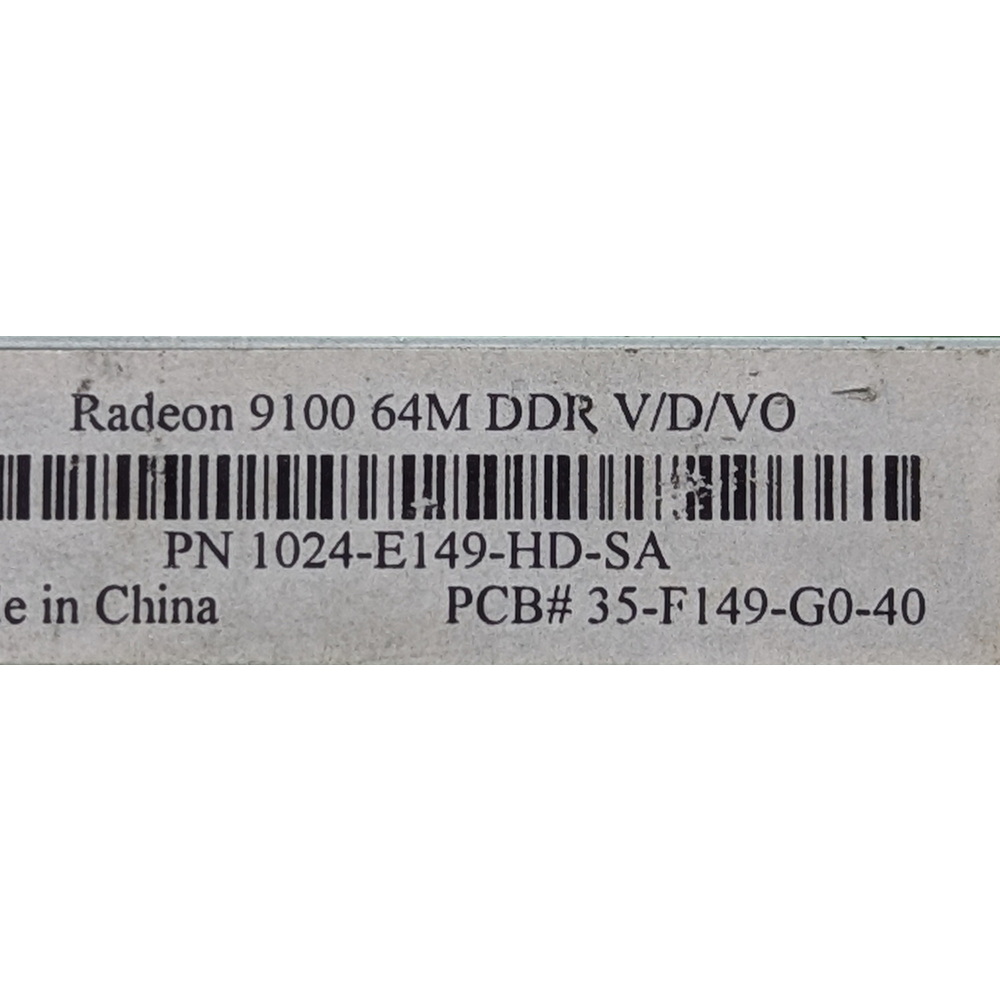 Radeon 9100 64M DDR V/D/VO
PN 1024-E149-HD-SA
e in China PCB# 35-F149-G0-40